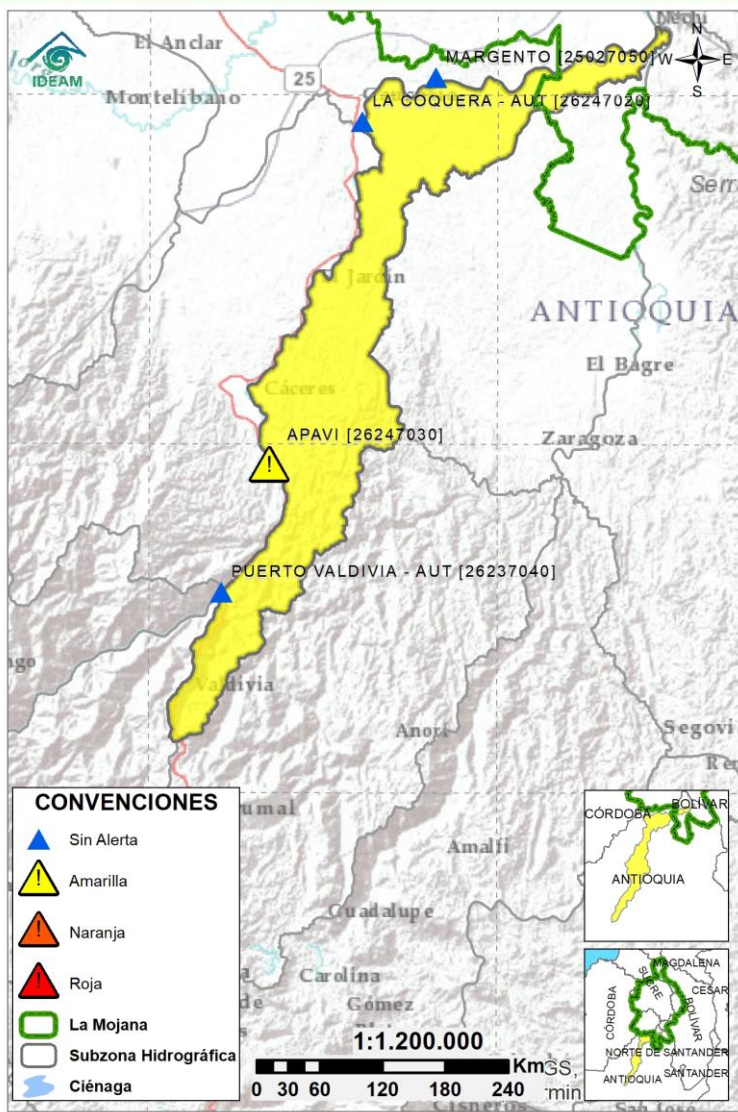 IDEAM
El Anclar
Nechí
N
W E
S
MARGENTO [25027050]
25
Montelíbano
LA COQUERA - AUT [26247020]
El Jardín
ANTIOQUIA
El Bagre
Cáceres
APAVI [26247030]
Zaragoza
PUERTO VALDIVIA - AUT [26237040]
Valdivia
Anorí
Segovi
Amalfi
Guadalupe
Carolina
Gómez
Cisneros
CONVENCIONES
Sin Alerta
Amarilla
Naranja
Roja
La Mojana
Subzona Hidrográfica
Ciénaga
1:1.200.000
Km
0 30 60 120 180 240
BOLÍVAR
CÓRDOBA
ANTIOQUIA
MAGDALENA
SUCRE
CESAR
CÓRDOBA
BOLÍVAR
NORTE DE SANTANDER
SANTANDER
ANTIOQUIA